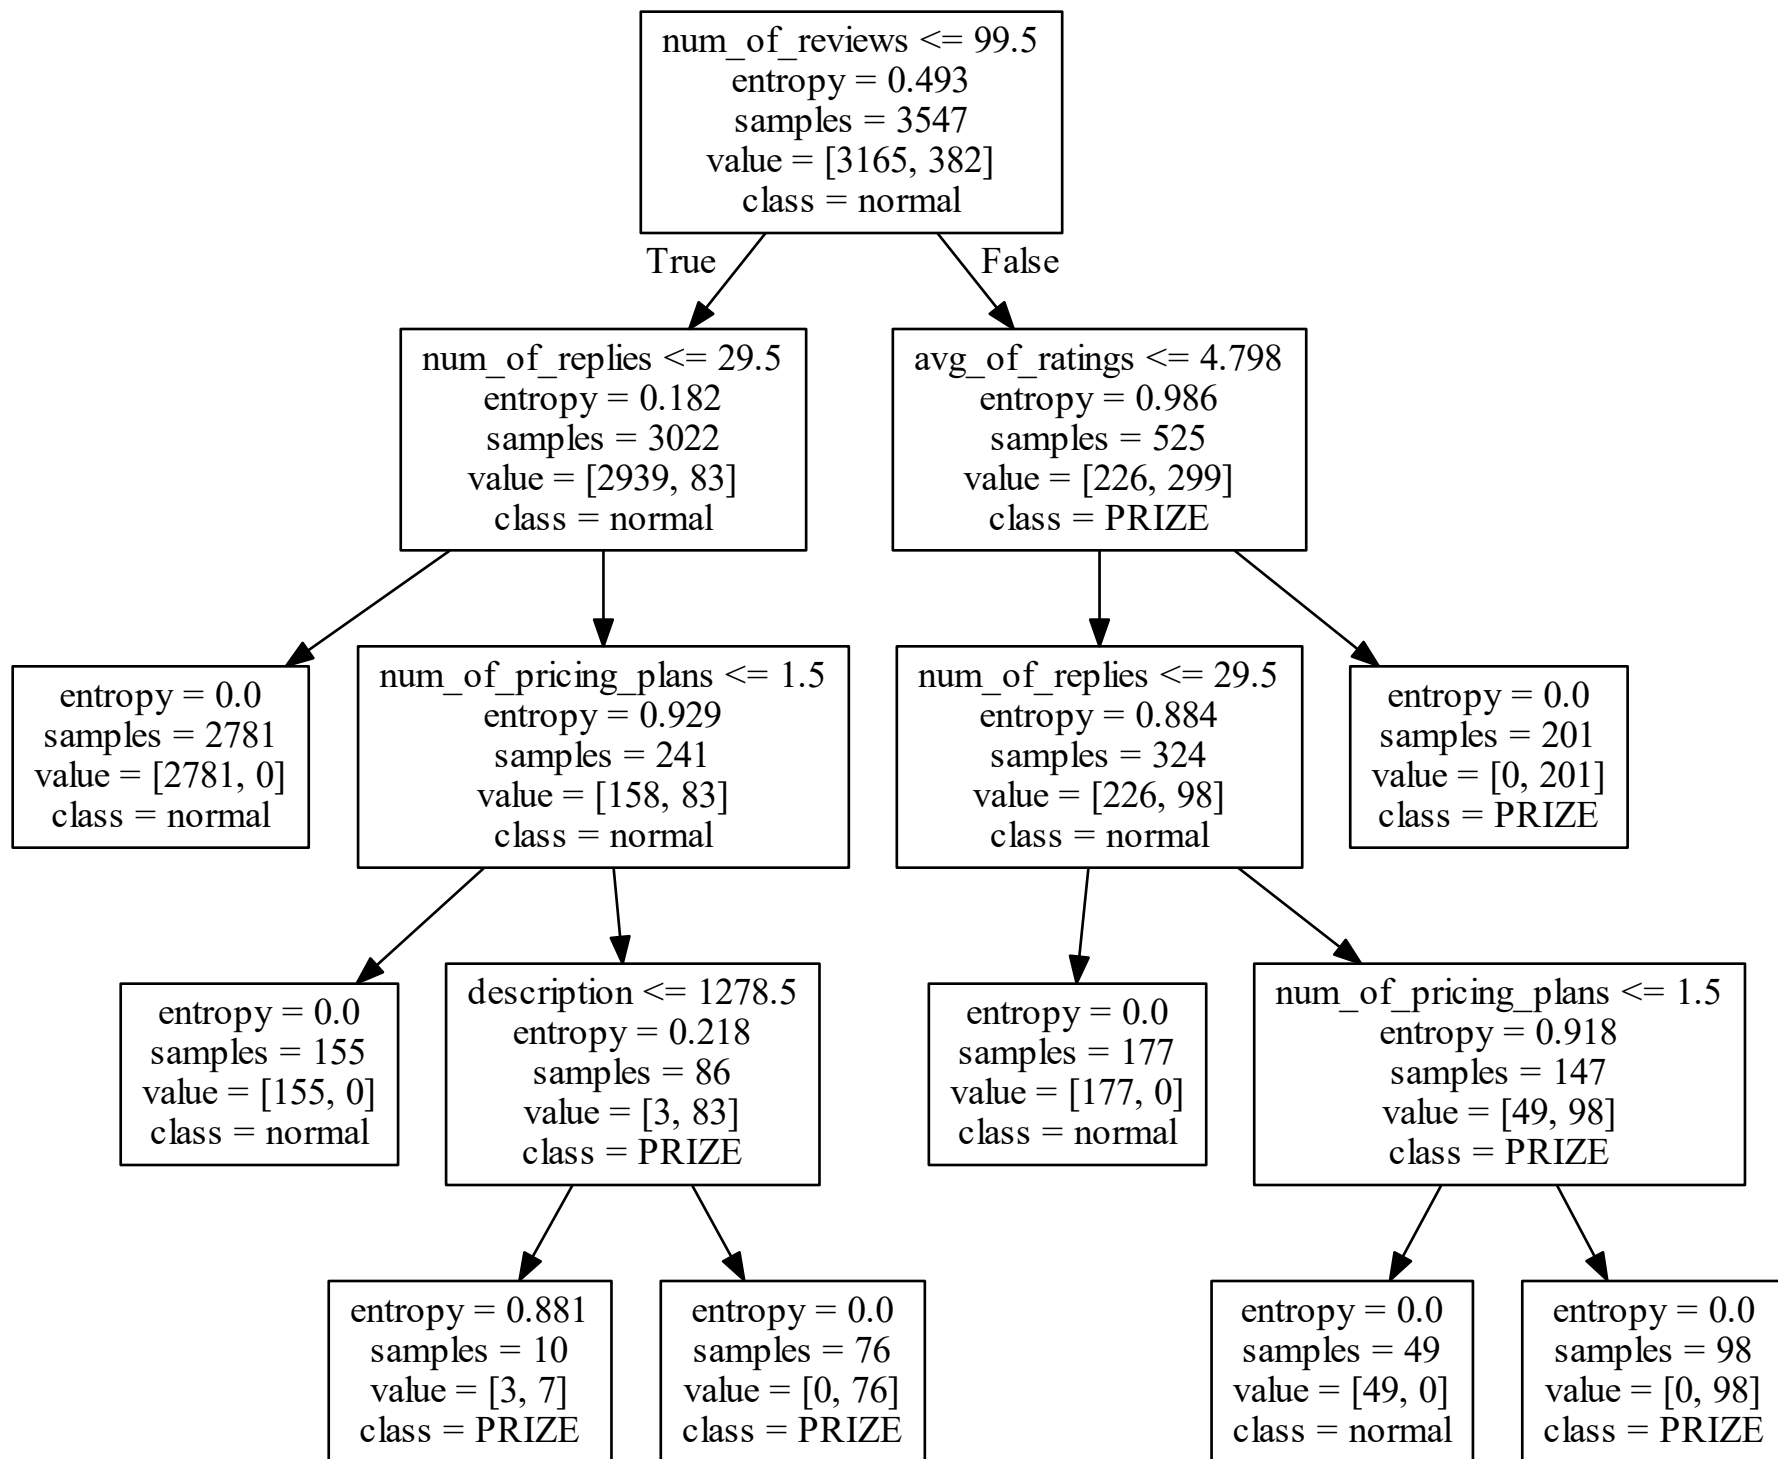 num_of_reviews <= 99.5
entropy = 0.493
samples = 3547
value = [3165, 382]
class = normal
True
False
num_of_replies <= 29.5
entropy = 0.182
samples = 3022
value = [2939, 83]
class = normal
avg_of_ratings <= 4.798
entropy = 0.986
samples = 525
value = [226, 299]
class = PRIZE
entropy = 0.0
samples = 2781
value = [2781, 0]
class = normal
num_of_pricing_plans <= 1.5
entropy = 0.929
samples = 241
value = [158, 83]
class = normal
num_of_replies <= 29.5
entropy = 0.884
samples = 324
value = [226, 98]
class = normal
entropy = 0.0
samples = 201
value = [0, 201]
class = PRIZE
entropy = 0.0
samples = 155
value = [155, 0]
class = normal
description <= 1278.5
entropy = 0.218
samples = 86
value = [3, 83]
class = PRIZE
entropy = 0.0
samples = 177
value = [177, 0]
class = normal
num_of_pricing_plans <= 1.5
entropy = 0.918
samples = 147
value = [49, 98]
class = PRIZE
entropy = 0.881
samples = 10
value = [3, 7]
class = PRIZE
entropy = 0.0
samples = 76
value = [0, 76]
class = PRIZE
entropy = 0.0
samples = 49
value = [49, 0]
class = normal
entropy = 0.0
samples = 98
value = [0, 98]
class = PRIZE